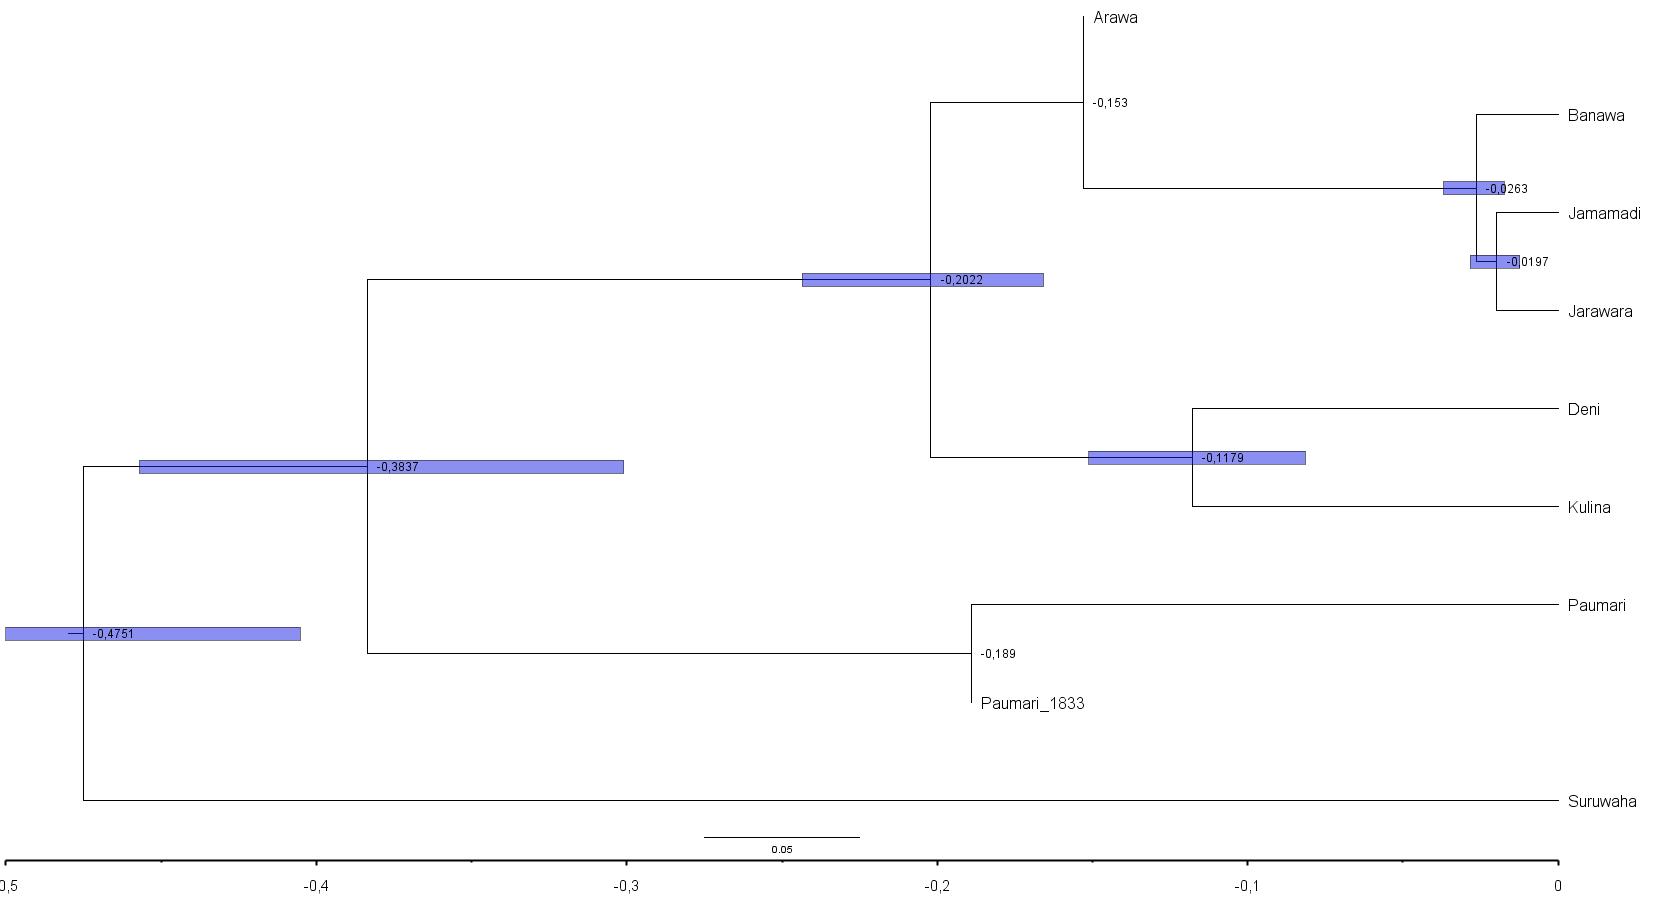 Arawa
-0,153
Banawa
-0,0263
Jamamadi
-0,0197
-0,2022
Jarawara
Deni
-0,1179
-0,3837
Kulina
Paumari
-0,4751
-0,189
Paumari_1833
Suruwaha
0.05
0,5 -0,4 -0,3 -0,2 -0,1 0